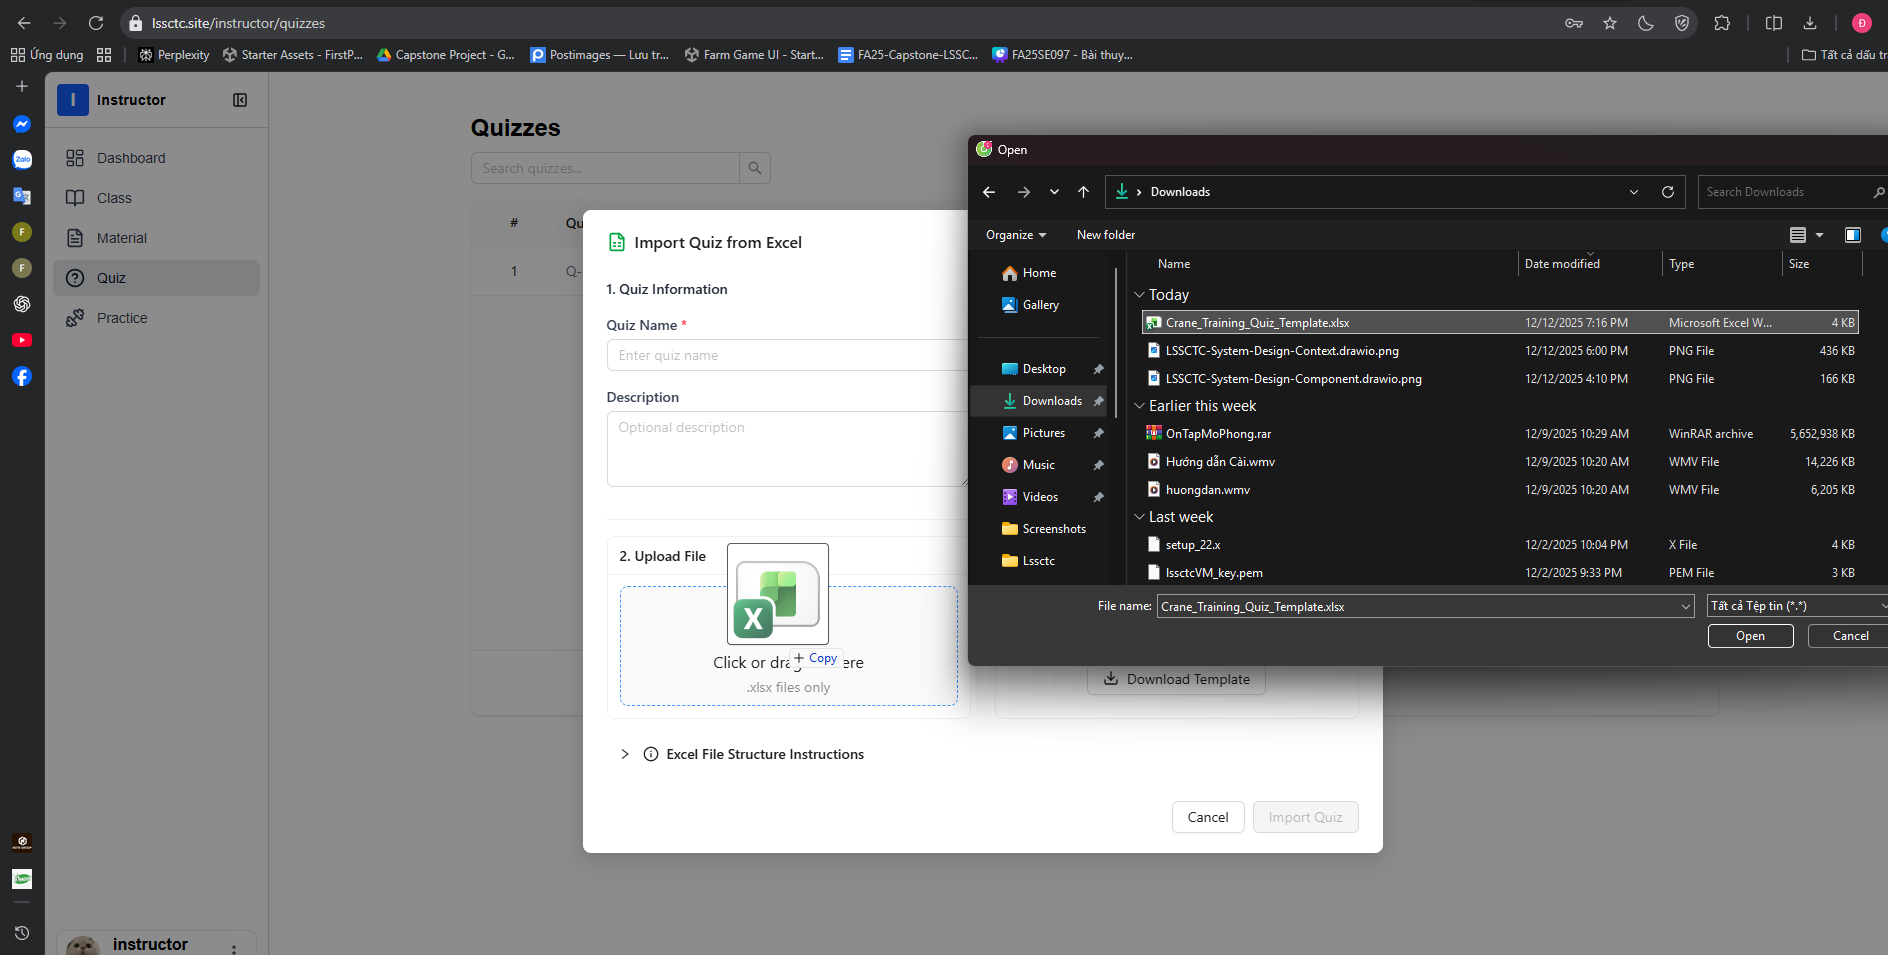 lssctc.site/instructor/quizzes
Đ
Ứng dụng
Perplexity
Starter Assets - FirstP...
Capstone Project - G...
Postimages — Lưu tr...
Farm Game UI - Start...
FA25-Capstone-LSSC...
FA25SE097 - Bài thuy...
Tất cả dấu tr
I
Instructor
Dashboard
Class
Material
Quiz
Practice
Zalo
F
F
instructor
Quizzes
Search quizzes...
#
Qu
1
Q-
Import Quiz from Excel
1. Quiz Information
Quiz Name *
Enter quiz name
Description
Optional description
2. Upload File
X
Click or drag
ere
+ Copy
.xlsx files only
Download Template
Excel File Structure Instructions
Cancel
Import Quiz
Open
Downloads
Search Downloads
Organize
New folder
Home
Gallery
Desktop
Downloads
Pictures
Music
Videos
Screenshots
Lssctc
Name
Date modified
Type
Size
Today
Crane_Training_Quiz_Template.xlsx 12/12/2025 7:16 PM Microsoft Excel W... 4 KB
LSSCTC-System-Design-Context.drawio.png 12/12/2025 6:00 PM PNG File 436 KB
LSSCTC-System-Design-Component.drawio.png 12/12/2025 4:10 PM PNG File 166 KB
Earlier this week
OnTapMoPhong.rar 12/9/2025 10:29 AM WinRAR archive 5,652,938 KB
Hướng dẫn Cài.wmv 12/9/2025 10:20 AM WMV File 14,226 KB
huongdan.wmv 12/9/2025 10:20 AM WMV File 6,205 KB
Last week
setup_22.x 12/2/2025 10:04 PM X File 4 KB
lssctcVM_key.pem 12/2/2025 9:33 PM PEM File 3 KB
File name:
Crane_Training_Quiz_Template.xlsx
Tất cả Tệp tin (*.*)
Open
Cancel